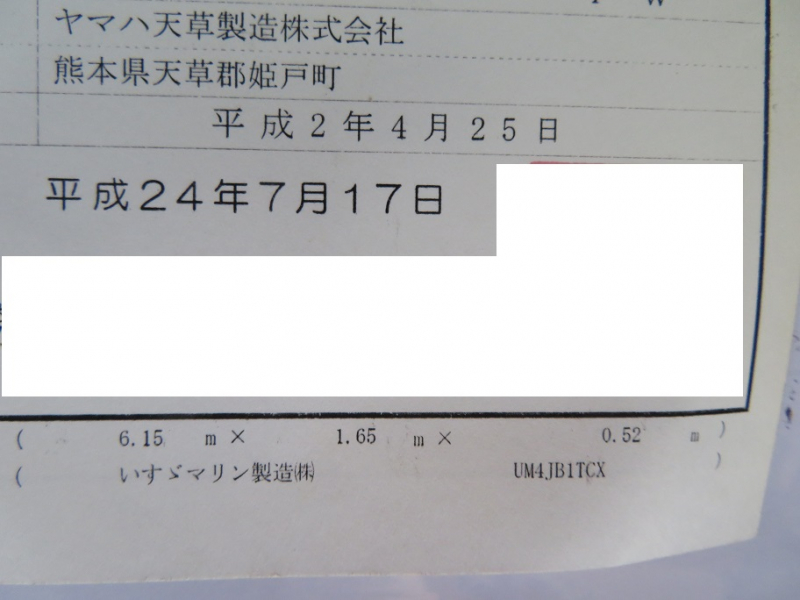 ヤマハ天草製造株式会社
熊本県天草郡姫戸町
平成2年4月25日
平成24年7月17日
( 6.15 m × 1.65 m × 0.52 m )
( いすゞマリン製造㈱ UM4JB1TCX )